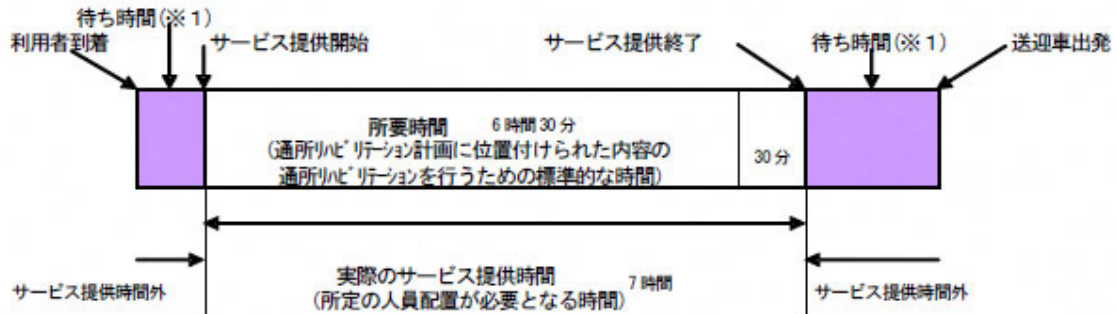 待ち時間(※1)
利用者到着
サービス提供開始
サービス提供終了
待ち時間(※1)
送迎車出発
所要時間 6時間30分
(通所リハビリテーション計画に位置付けられた内容の
通所リハビリテーションを行うための標準的な時間)
30分
実際のサービス提供時間 7時間
(所定の人員配置が必要となる時間)
サービス提供時間外
サービス提供時間外